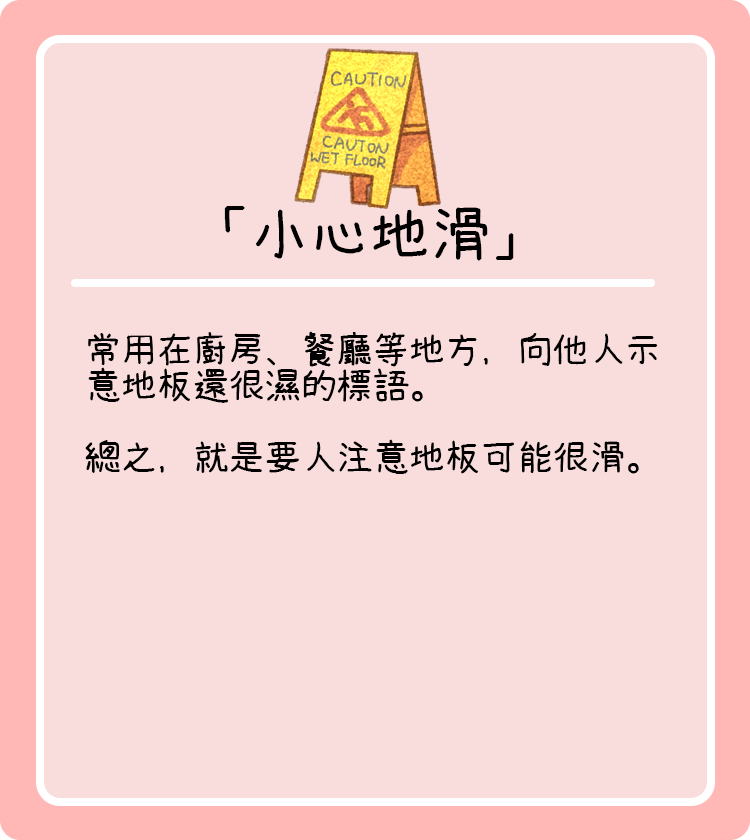 CAUTION
CAUTON
WET FLOOR
「小心地滑」
常用在廚房、餐廳等地方，向他人示
意地板還很濕的標語。
總之，就是要人注意地板可能很滑。